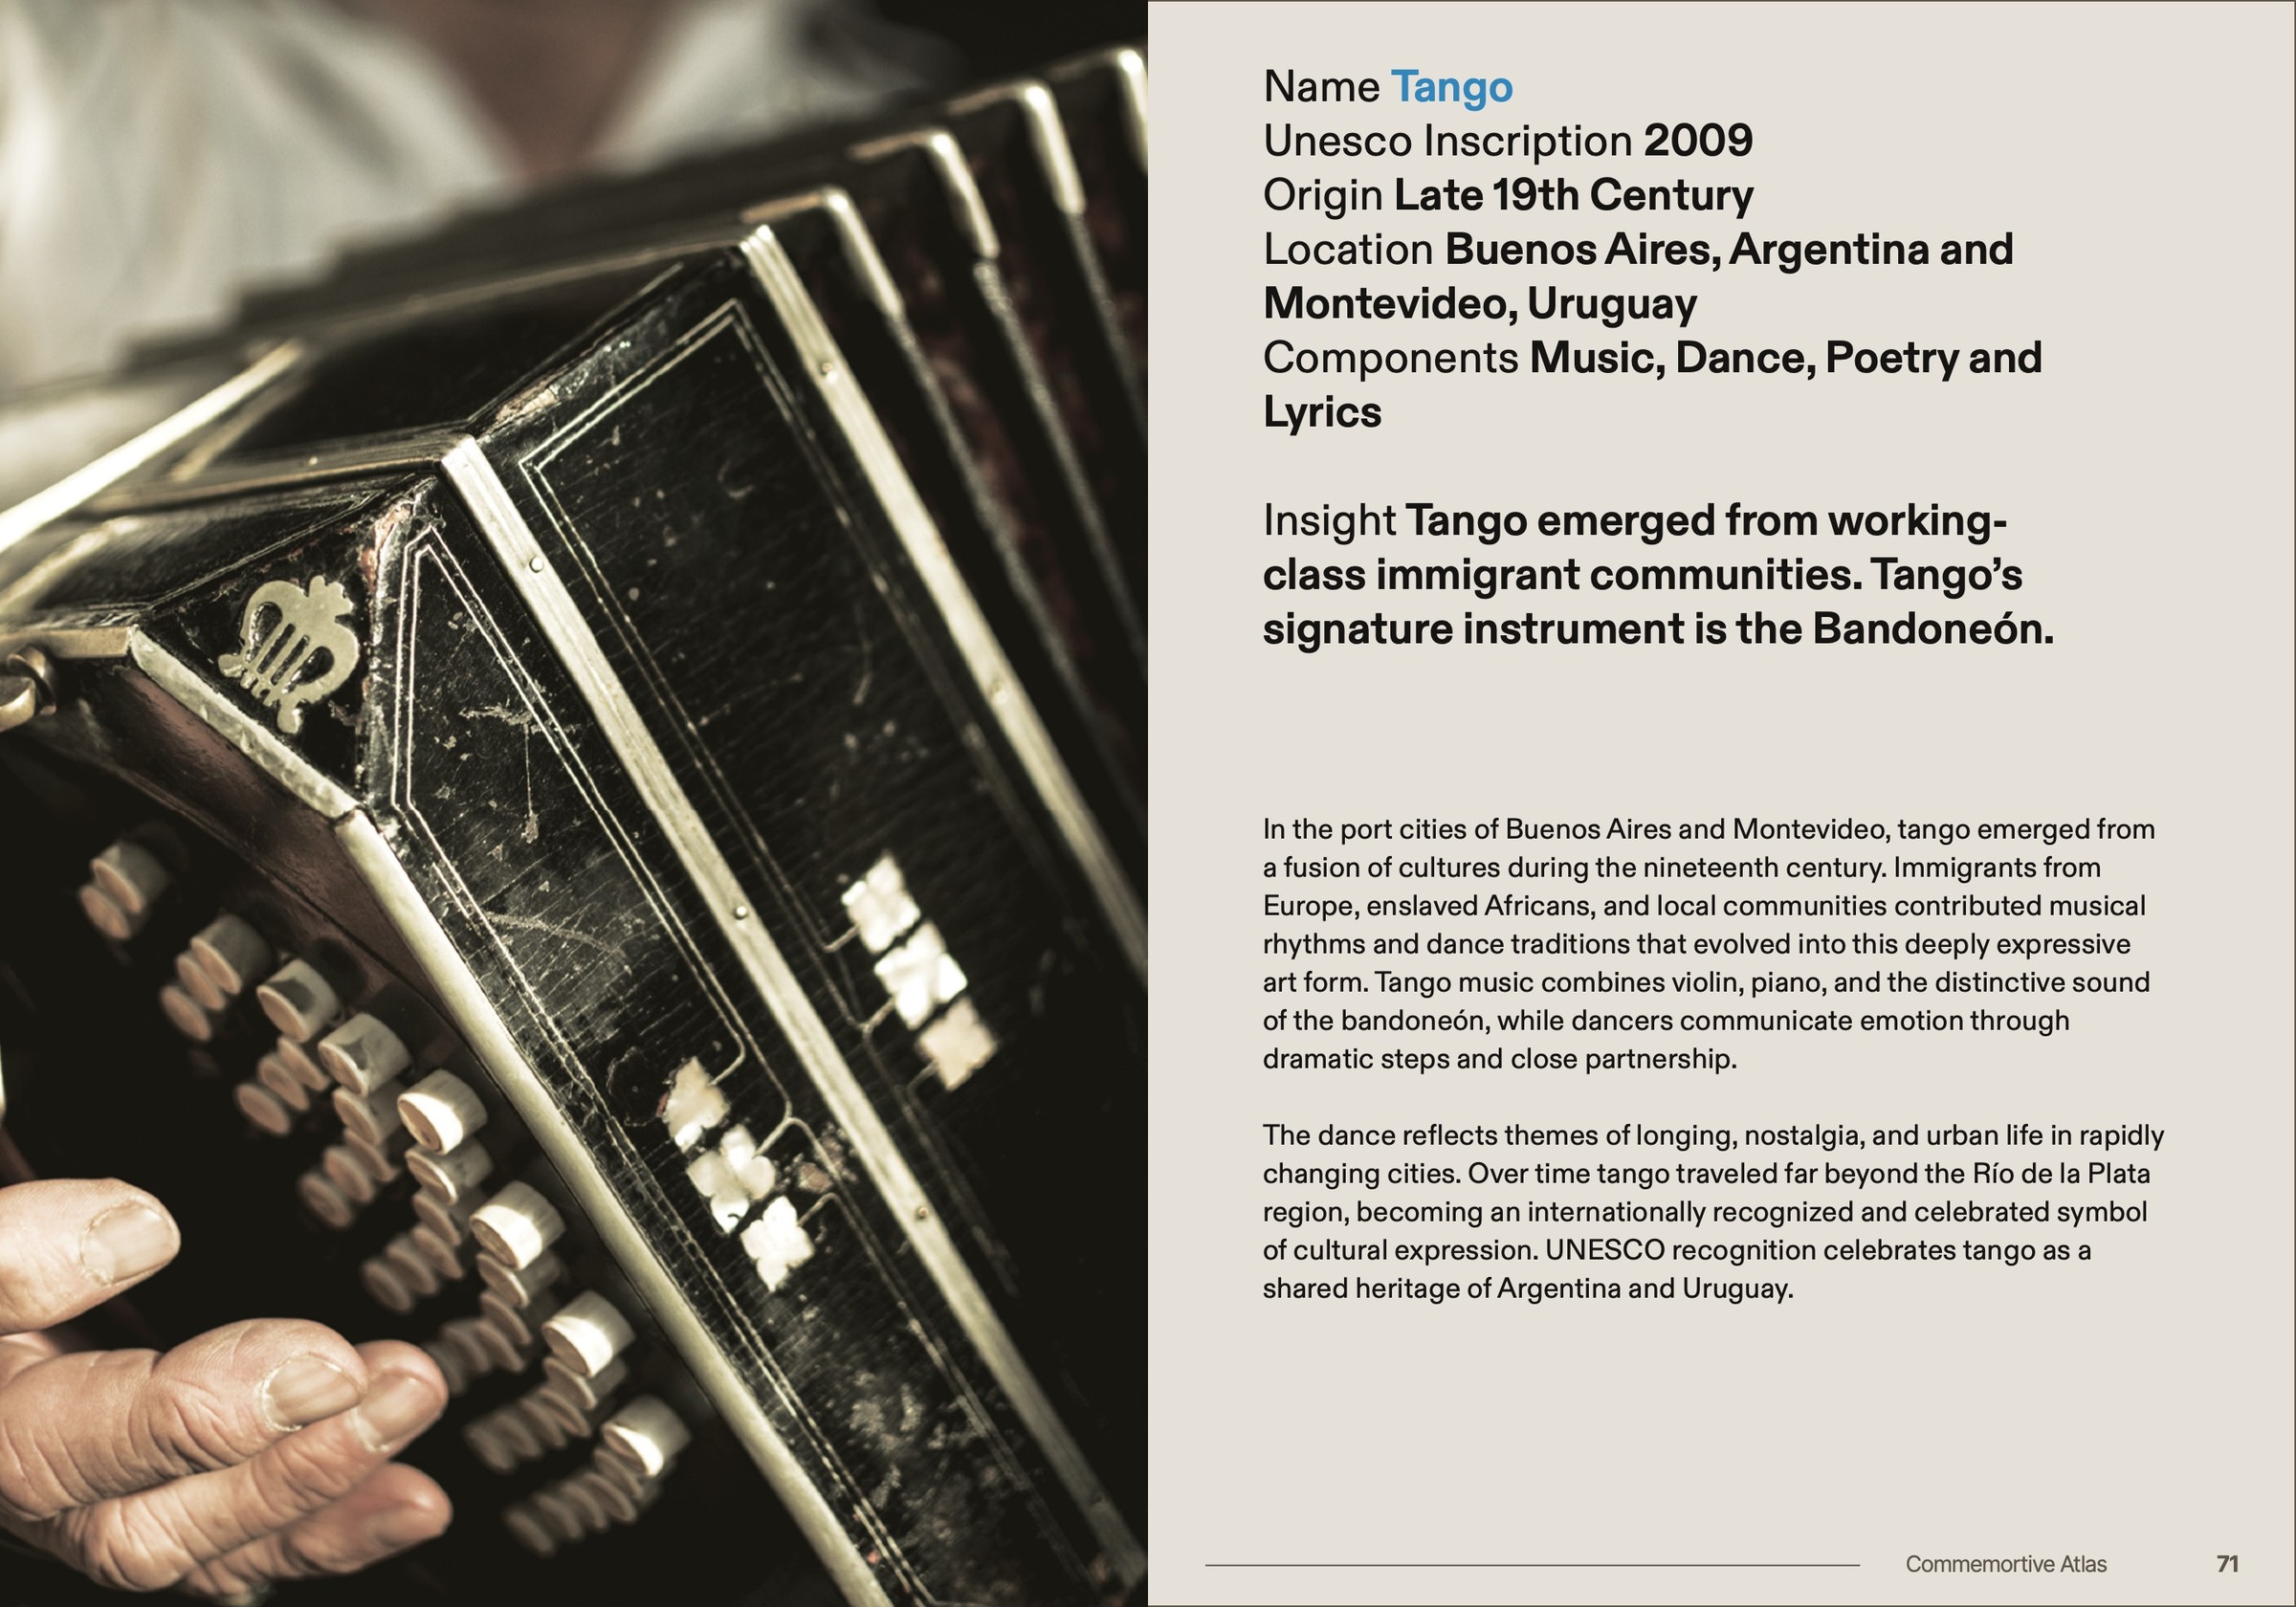 Name Tango
Unesco Inscription 2009
Origin Late 19th Century
Location Buenos Aires, Argentina and
Montevideo, Uruguay
Components Music, Dance, Poetry and
Lyrics
Insight Tango emerged from working-
class immigrant communities. Tango’s
signature instrument is the Bandoneón.
In the port cities of Buenos Aires and Montevideo, tango emerged from
a fusion of cultures during the nineteenth century. Immigrants from
Europe, enslaved Africans, and local communities contributed musical
rhythms and dance traditions that evolved into this deeply expressive
art form. Tango music combines violin, piano, and the distinctive sound
of the bandoneón, while dancers communicate emotion through
dramatic steps and close partnership.
The dance reflects themes of longing, nostalgia, and urban life in rapidly
changing cities. Over time tango traveled far beyond the Río de la Plata
region, becoming an internationally recognized and celebrated symbol
of cultural expression. UNESCO recognition celebrates tango as a
shared heritage of Argentina and Uruguay.
Commemortive Atlas 71